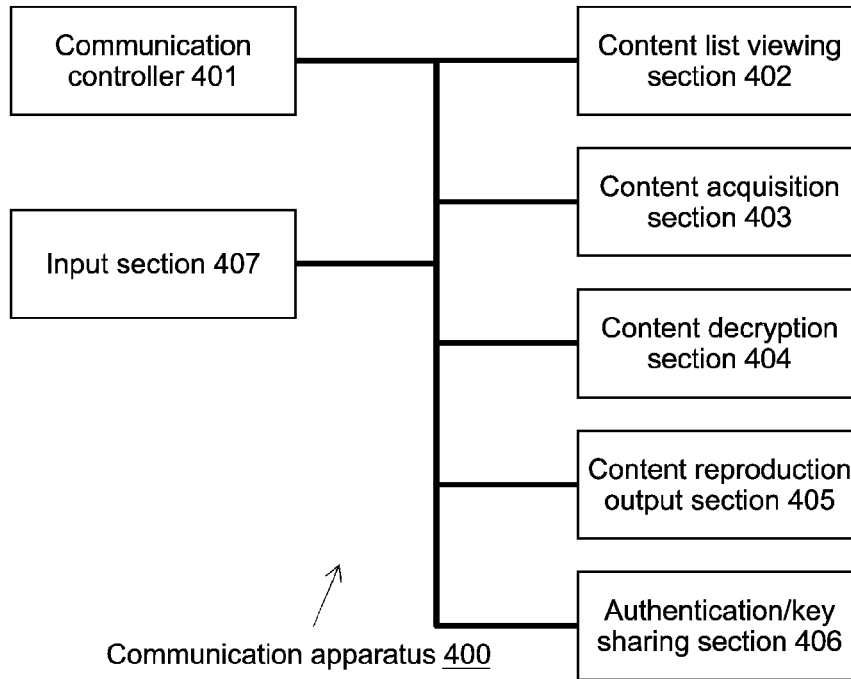 Communication
controller 401
Content list viewing
section 402
Content acquisition
section 403
Input section 407
Content decryption
section 404
Content reproduction
output section 405
Authentication/key
sharing section 406
Communication apparatus 400